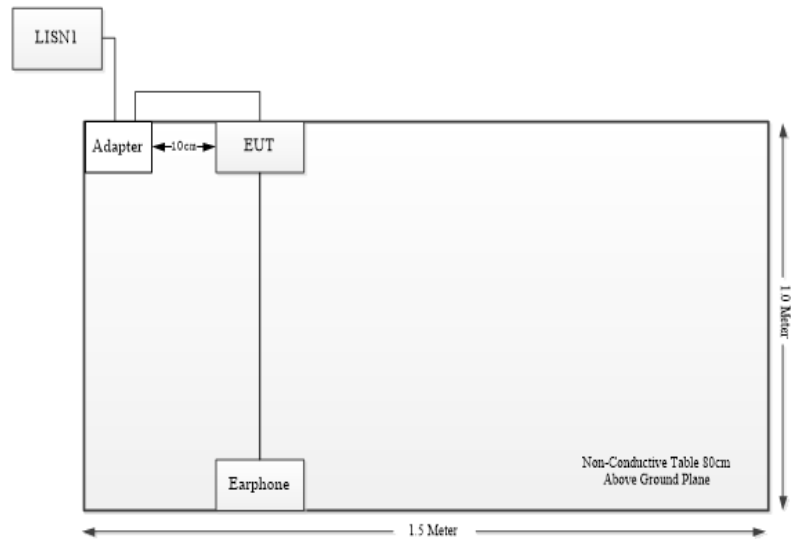 LISN1
Adapter
10cm
EUT
1.0 Meter
Earphone
Non-Conductive Table 80cm
Above Ground Plane
1.5 Meter